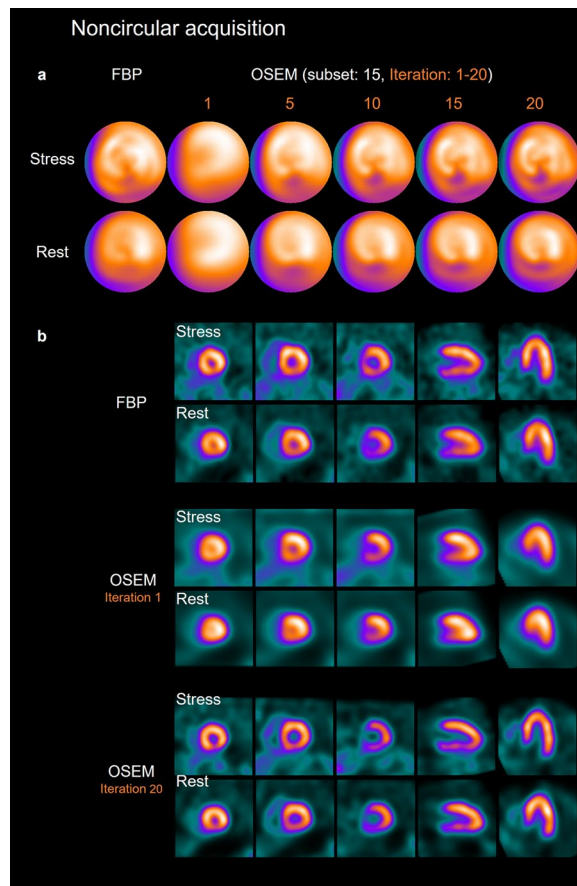 Noncircular acquisition
a FBP OSEM (subset: 15, Iteration: 1-20)
1 5 10 15 20
Stress
Rest
b
Stress
FBP
Rest
Stress
OSEM
Iteration 1
Rest
Stress
OSEM
Iteration 20
Rest